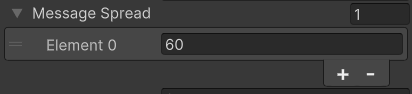 Message Spread 1
Element 0 60
+ -